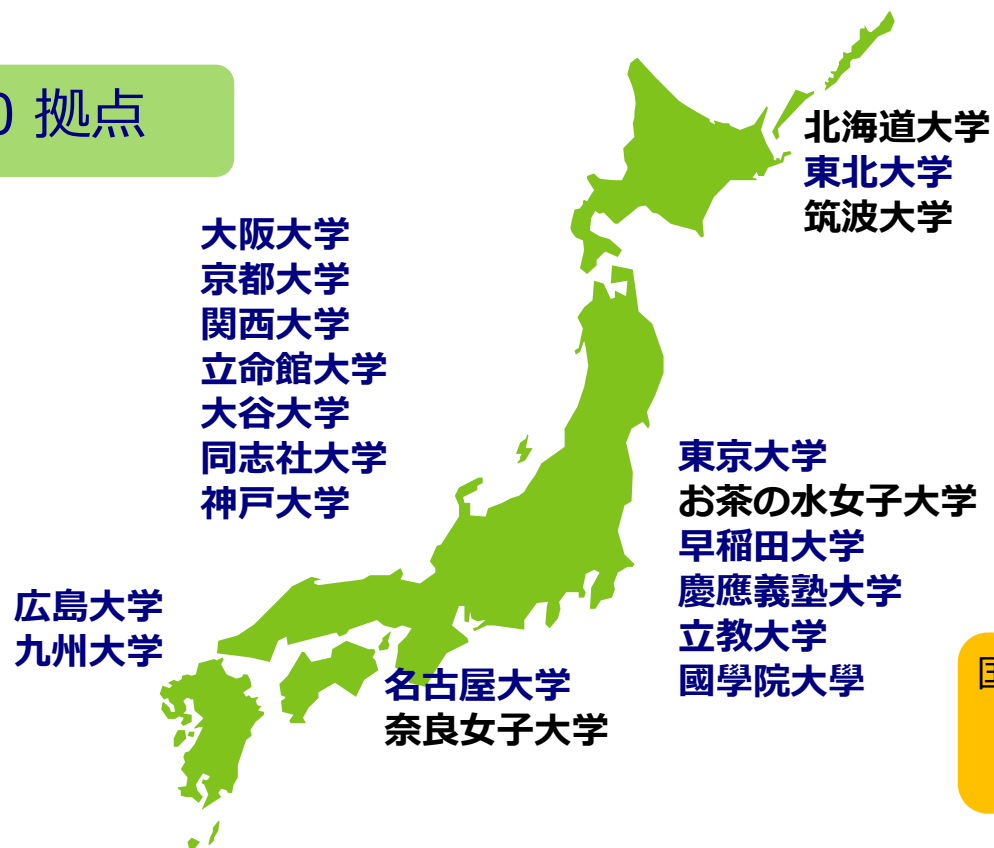 0 拠点
北海道大学
東北大学
筑波大学
大阪大学
京都大学
関西大学
立命館大学
大谷大学
同志社大学
神戸大学
東京大学
お茶の水女子大学
早稲田大学
慶應義塾大学
立教大学
國學院大學
広島大学
九州大学
名古屋大学
奈良女子大学
国